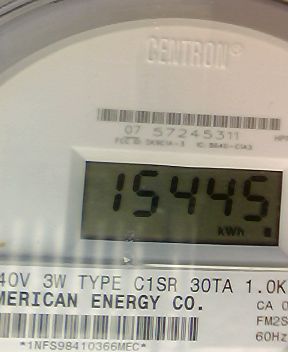 CENTRON®
07 57245311
15445
kWh
40V 3W TYPE C1SR 30TA 1.0K
MERICAN ENERGY CO.
CA 0
FM2S
60Hz
*1NFS98410366MEC*